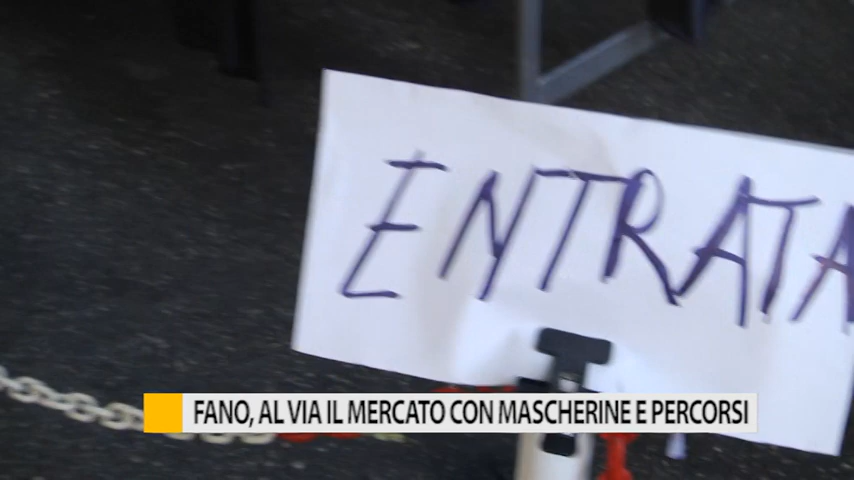 ENTRATA
FANO, AL VIA IL MERCATO CON MASCHERINE E PERCORSI